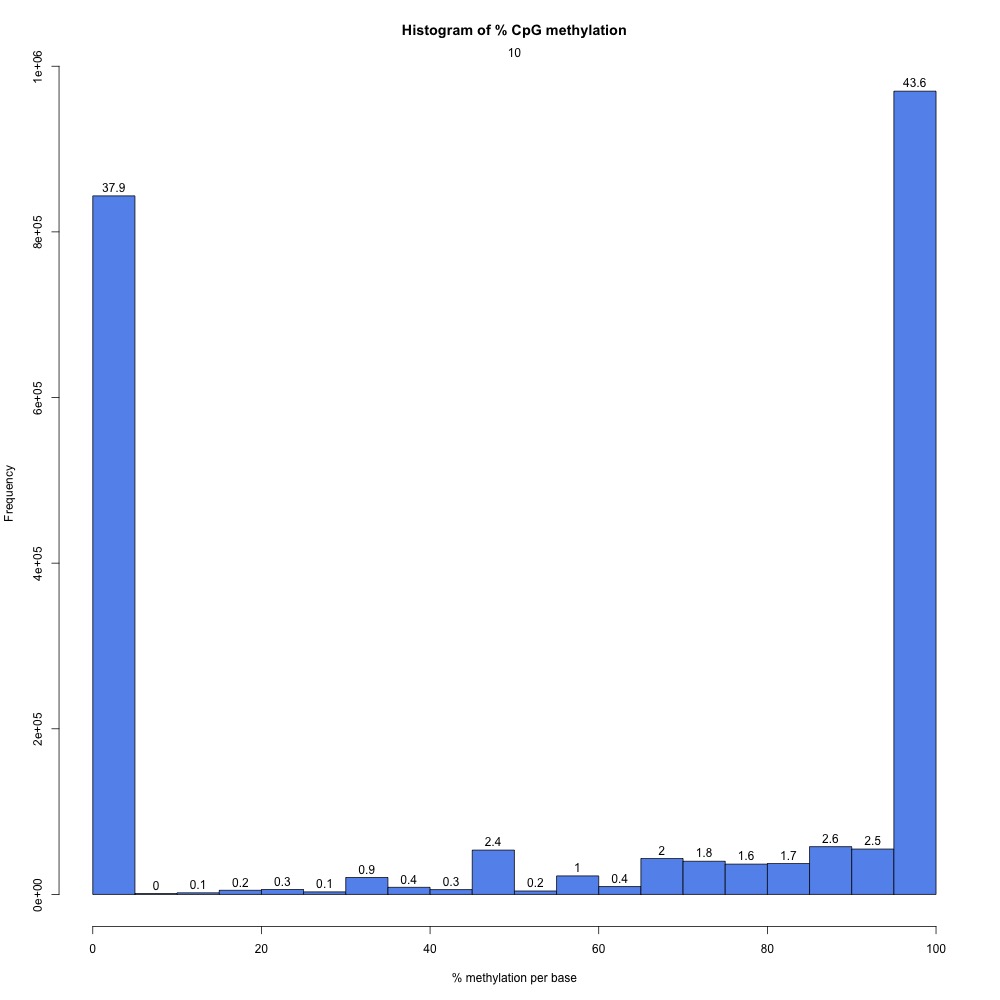 Histogram of % CpG methylation
10
1e+06
8e+05
6e+05
4e+05
2e+05
0e+00
Frequency
37.9
0
0.1
0.2
0.3
0.1
0.9
0.4
0.3
2.4
0.2
1
0.4
2
1.8
1.6
1.7
2.6
2.5
43.6
0 20 40 60 80 100
% methylation per base